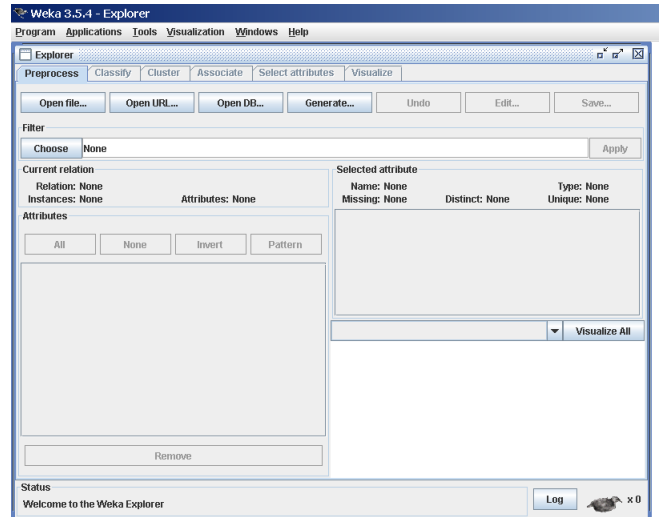 Weka 3.5.4 - Explorer
Program Applications Tools Visualization Windows Help
Explorer
Preprocess Classify Cluster Associate Select attributes Visualize
Open file... Open URL... Open DB... Generate... Undo Edit... Save...
Filter
Choose None Apply
Current relation
Relation: None
Instances: None Attributes: None
Selected attribute
Name: None Type: None
Missing: None Distinct: None Unique: None
Attributes
All None Invert Pattern
Visualize All
Remove
Status
Welcome to the Weka Explorer
Log x 0